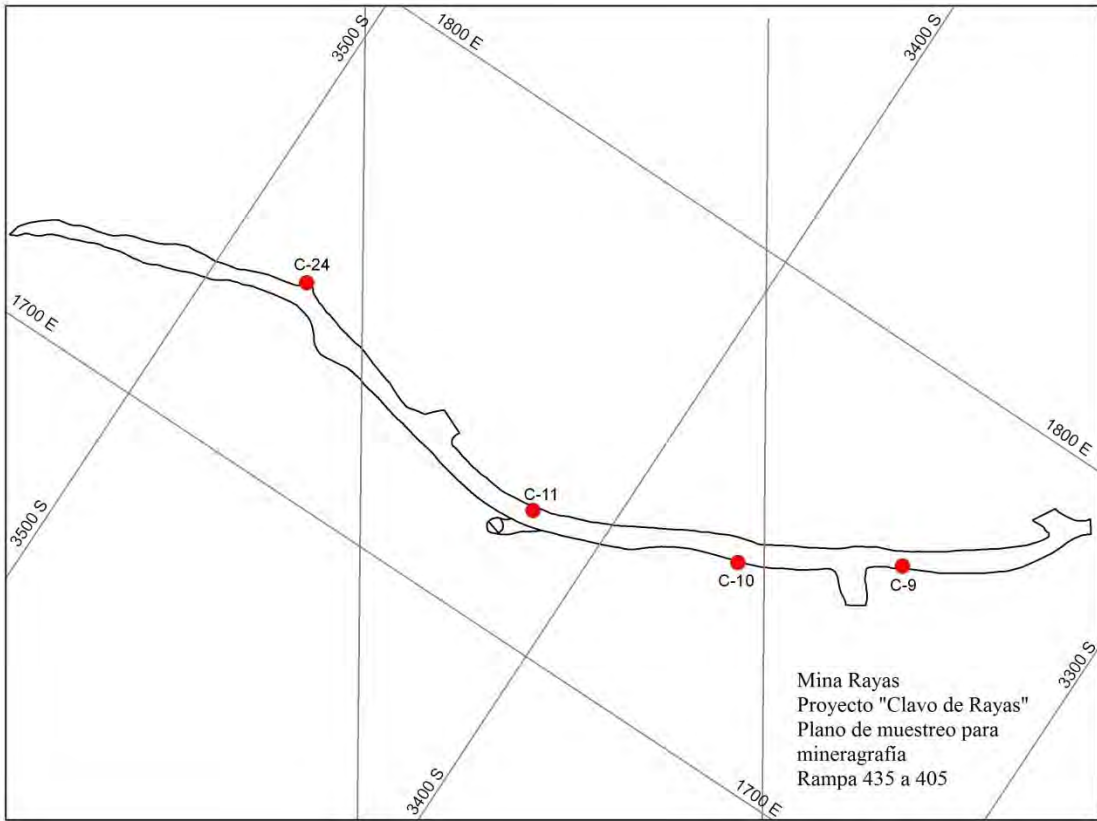 3500 S
1800 E
3400 S
C-24
1700 E
1800 E
3500 S
C-11
C-10
C-9
3300 S
Mina Rayas
Proyecto "Clavo de Rayas"
Plano de muestreo para
mineragrafía
Rampa 435 a 405
3400 S
1700 E